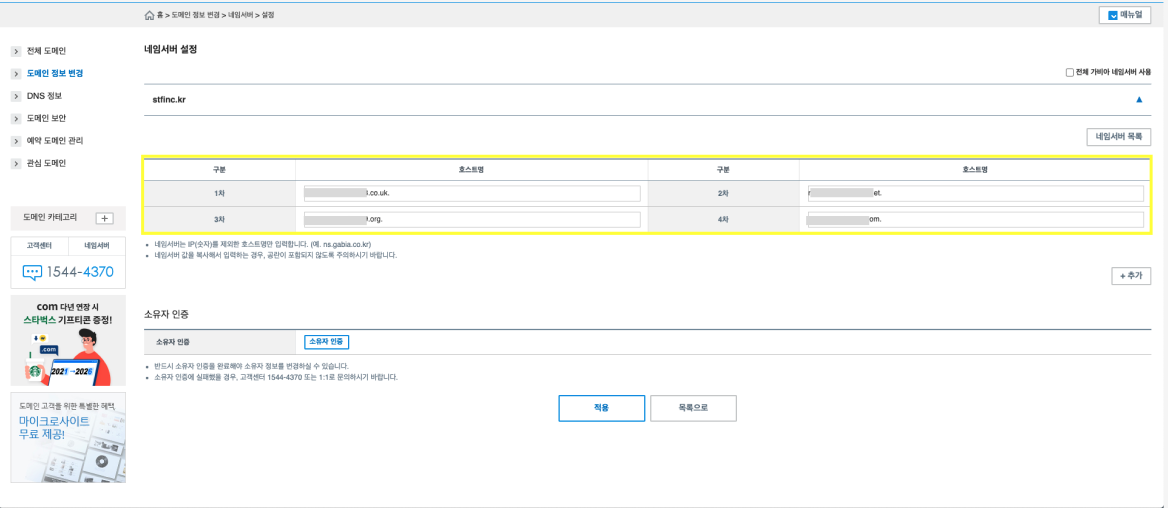 홈 > 도메인 정보 변경 > 네임서버 > 설정
매뉴얼
전체 도메인
도메인 정보 변경
DNS 정보
도메인 보안
예약 도메인 관리
관심 도메인
도메인 카테고리 +
고객센터 네임서버
1544-4370
com 다년 연장 시
스타벅스 기프티콘 증정!
.com
2021→2026
도메인 고객을 위한 특별한 혜택
마이크로사이트
무료 제공!
네임서버 설정
전체 가비아 네임서버 사용
stfinc.kr ▲
네임서버 목록
구분 호스트명 구분 호스트명
1차 .co.uk. 2차 et.
3차 .org. 4차 om.
• 네임서버는 IP(숫자)를 제외한 호스트명만 입력합니다. (예. ns.gabia.co.kr)
• 네임서버 값을 복사해서 입력하는 경우, 공란이 포함되지 않도록 주의하시기 바랍니다.
+ 추가
소유자 인증
소유자 인증 소유자 인증
• 반드시 소유자 인증을 완료해야 소유자 정보를 변경하실 수 있습니다.
• 소유자 인증에 실패했을 경우, 고객센터 1544-4370 또는 1:1로 문의하시기 바랍니다.
적용 목록으로